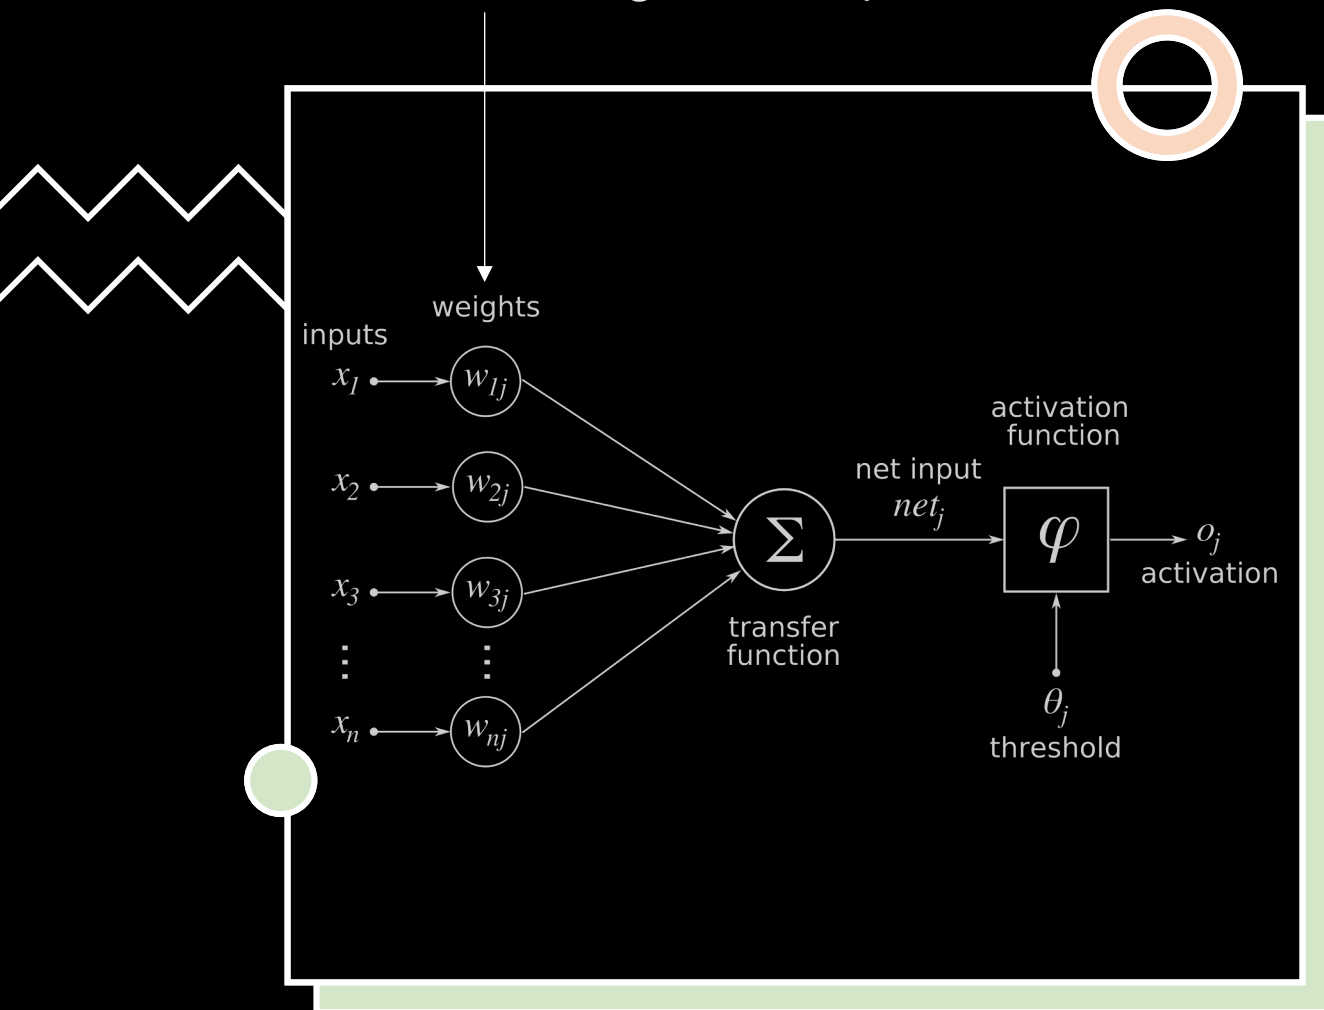 weights
inputs
x1
w1j
x2
w2j
x3
w3j
⋮
⋮
xn
wnj
Σ
transfer
function
net input
netj
activation
function
φ
oj
activation
θj
threshold